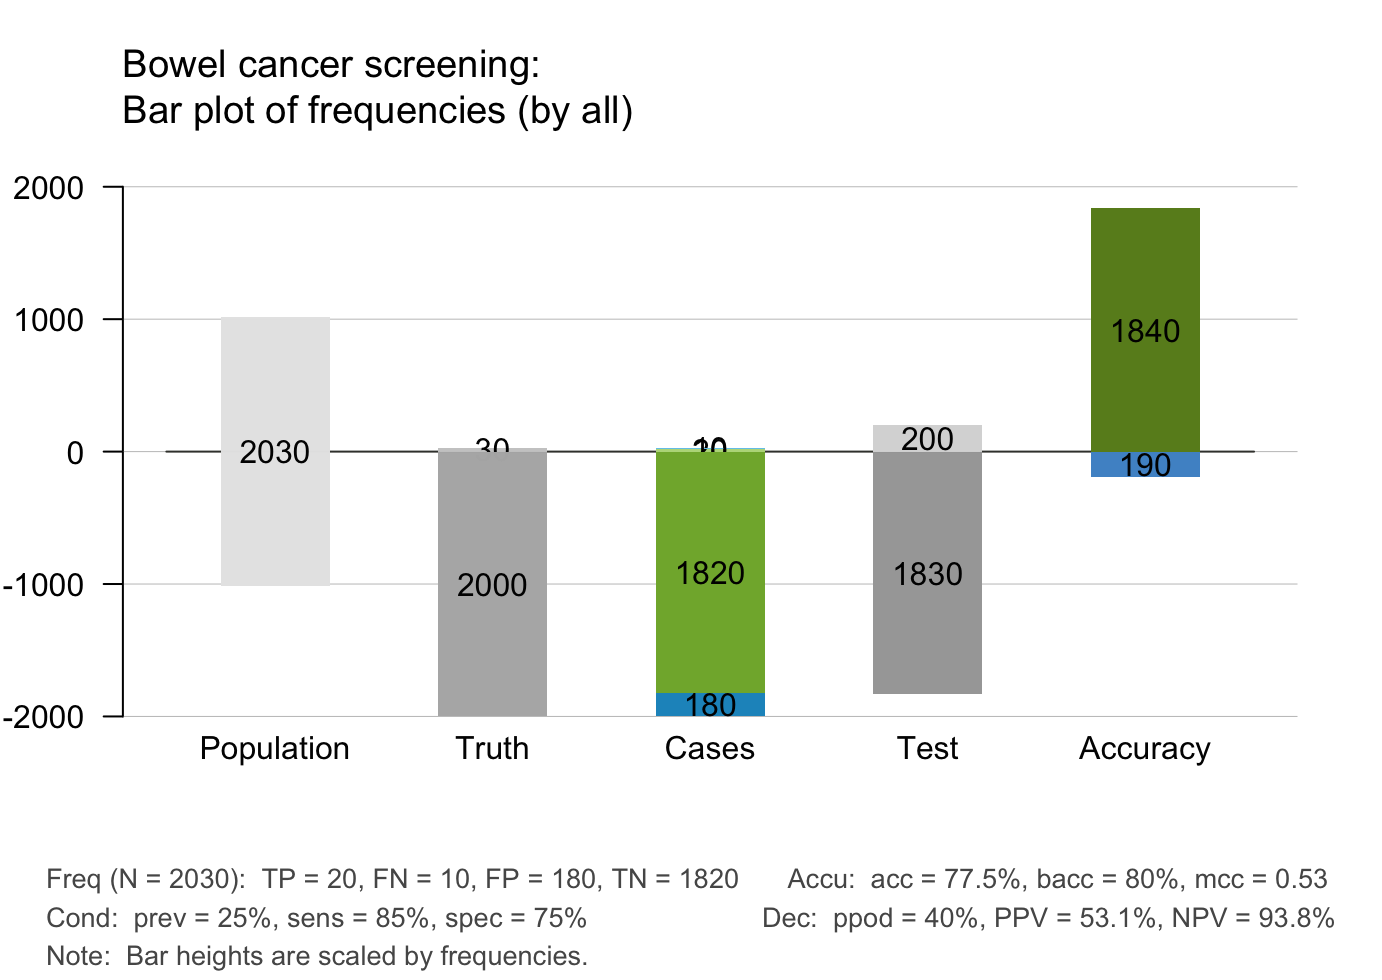 Bowel cancer screening:
Bar plot of frequencies (by all)
2000
1000
0
-1000
-2000
2030
30
2000
1820
180
200
1830
1840
190
Population
Truth
Cases
Test
Accuracy
Freq (N = 2030): TP = 20, FN = 10, FP = 180, TN = 1820
Accu: acc = 77.5%, bacc = 80%, mcc = 0.53
Cond: prev = 25%, sens = 85%, spec = 75%
Dec: ppod = 40%, PPV = 53.1%, NPV = 93.8%
Note: Bar heights are scaled by frequencies.